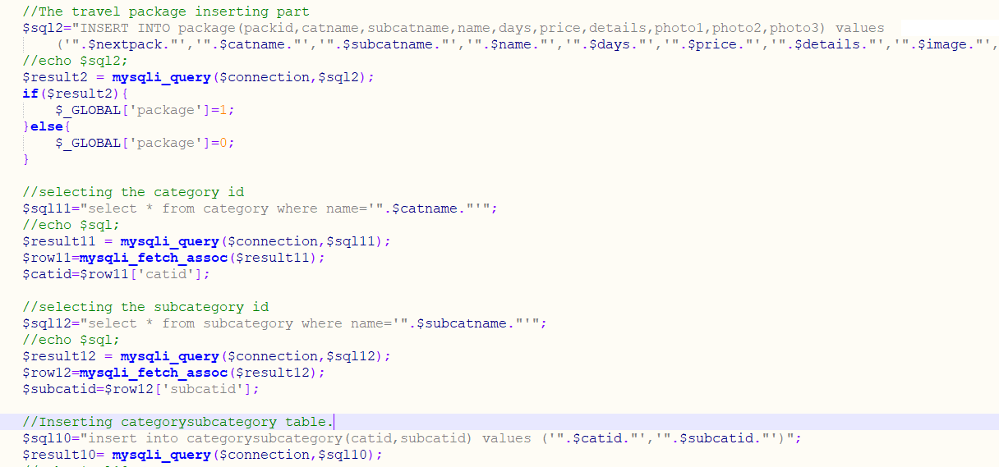 //The travel package inserting part
$sql2="INSERT INTO package(packid,catname,subcatname,name,days,price,details,photo1,photo2,photo3) values
('".$nextpack."','".$catname."','".$subcatname."','".$name."','".$days."','".$price."','".$details."','".$image."',
//echo $sql2;
$result2 = mysqli_query($connection,$sql2);
if($result2){
$_GLOBAL['package']=1;
}else{
$_GLOBAL['package']=0;
}
//selecting the category id
$sql11="select * from category where name='".$catname."'";
//echo $sql;
$result11 = mysqli_query($connection,$sql11);
$row11=mysqli_fetch_assoc($result11);
$catid=$row11['catid'];
//selecting the subcategory id
$sql12="select * from subcategory where name='".$subcatname."'";
//echo $sql;
$result12 = mysqli_query($connection,$sql12);
$row12=mysqli_fetch_assoc($result12);
$subcatid=$row12['subcatid'];
//Inserting categorysubcategory table.
$sql10="insert into categorysubcategory(catid,subcatid) values ('".$catid."','".$subcatid."')";
$result10= mysqli_query($connection,$sql10);